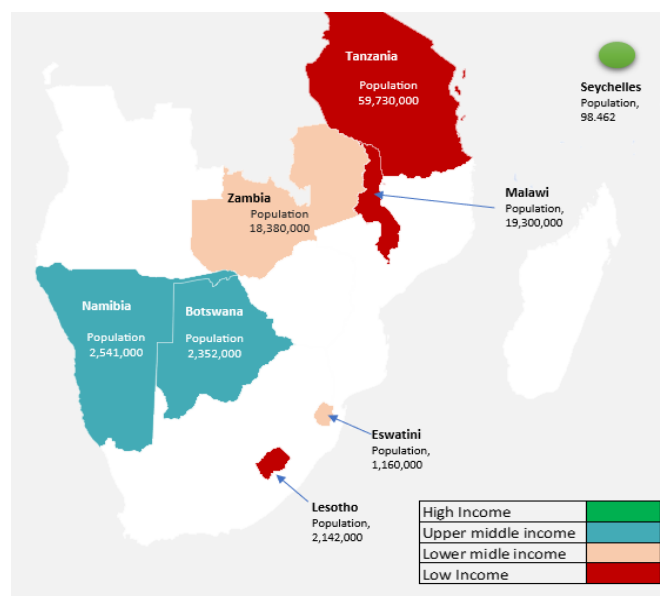 Tanzania
Population
59,730,000
Seychelles
Population,
98.462
Malawi
Population,
19,300,000
Zambia
Population
18,380,000
Namibia
Population
2,541,000
Botswana
Population
2,352,000
Eswatini
Population,
1,160,000
Lesotho
Population,
2,142,000
High Income
Upper middle income
Lower midle income
Low Income